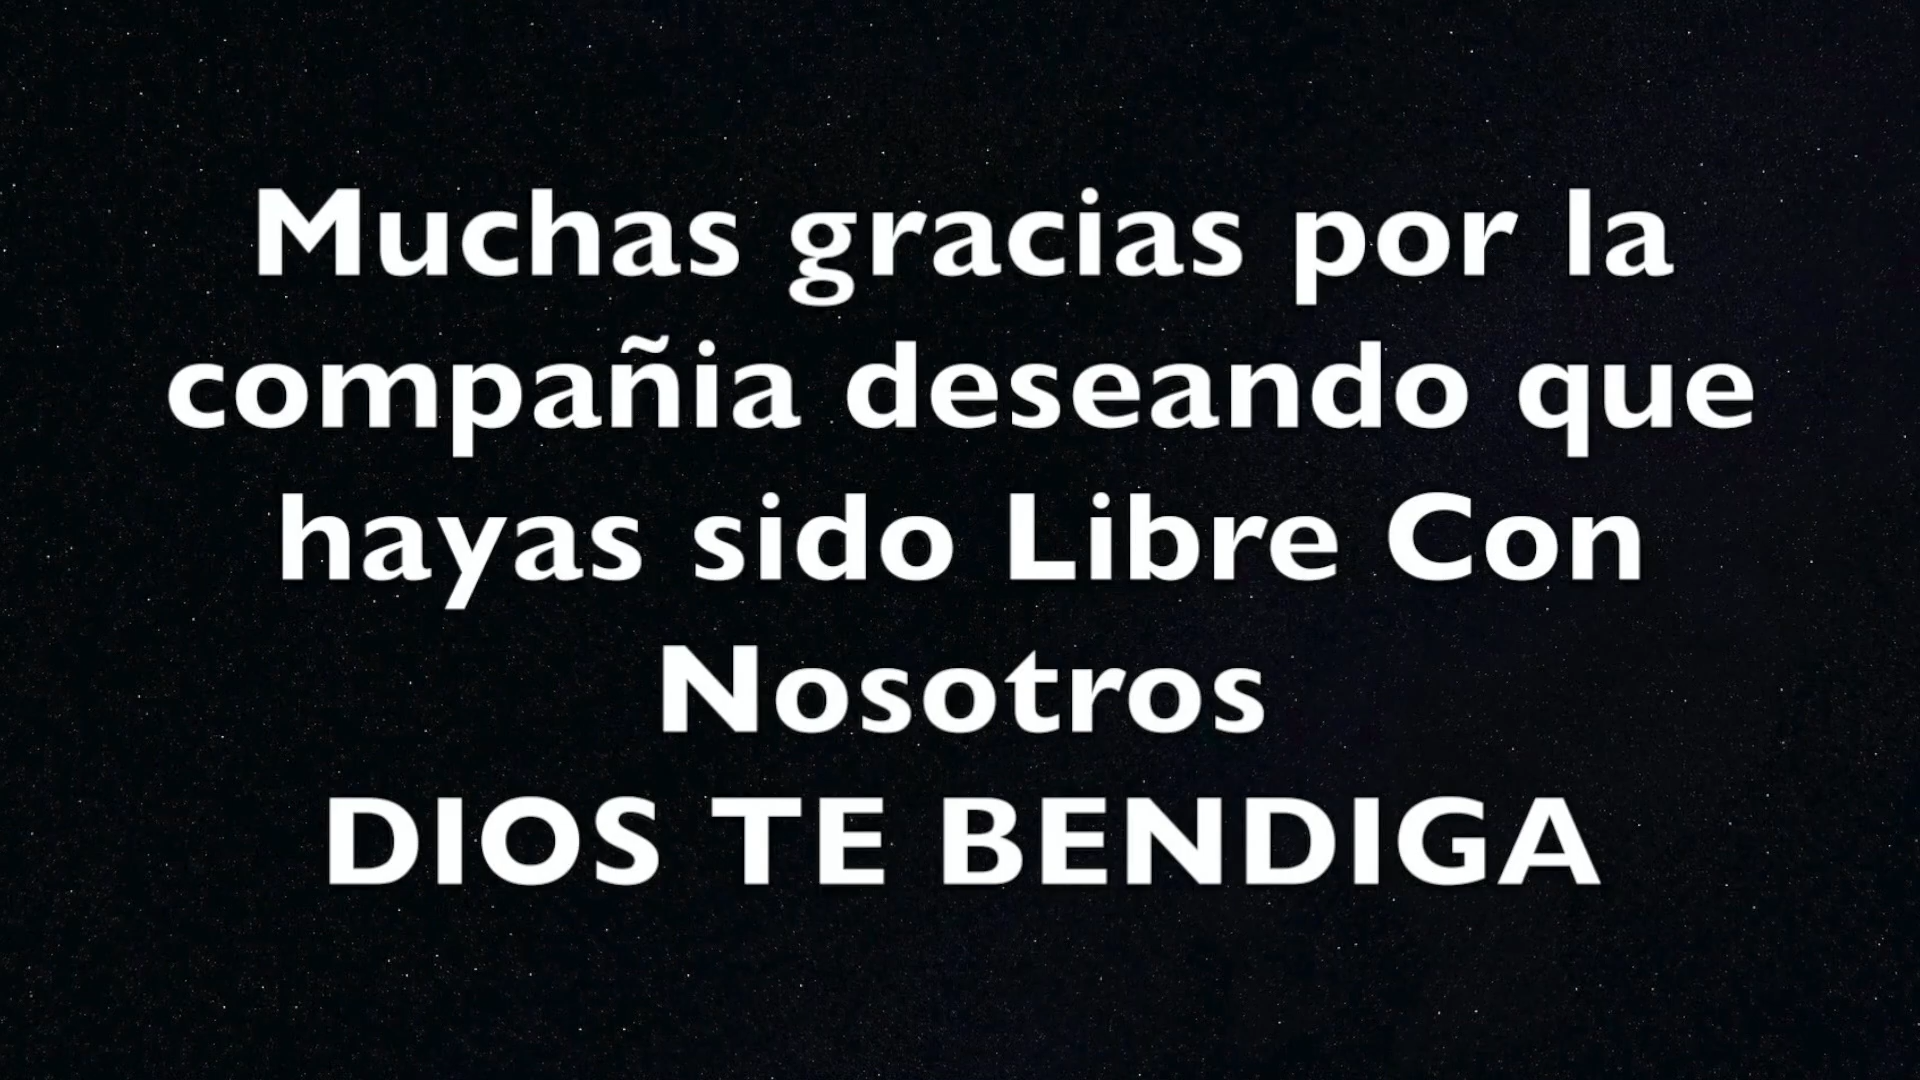 Muchas gracias por la
compañia deseando que
hayas sido Libre Con
Nosotros
DIOS TE BENDIGA